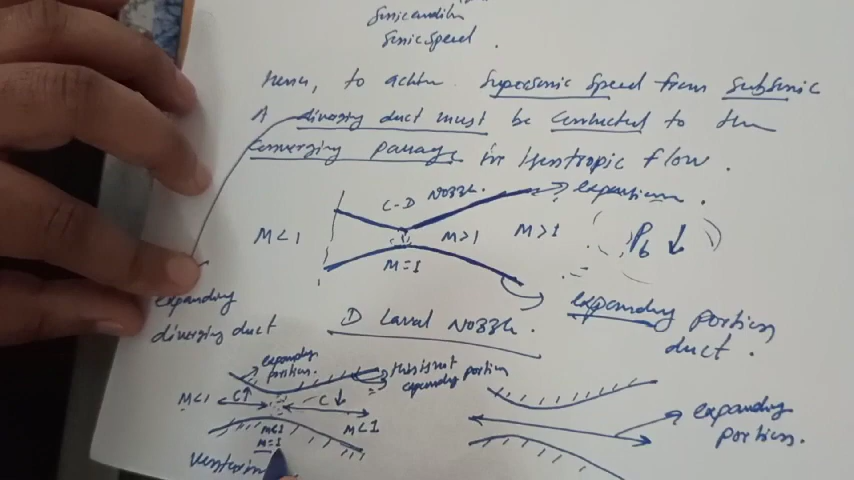 Sonic condition
Sonic Speed.
Hence, to achieve Supersonic Speed from Subsonic
A diverging duct must be connected to the
Converging passage in isentropic flow.
C-D Nozzle.
expansion.
M<1
M>1
M>1
Pb ↓
M=1
expanding
diverging duct
expanding portion
duct.
D Laval Nozzle.
expanding
portion.
this is not
expanding portion
M<1
C↑
C↓
M<1
M<1
M=1
expanding
portion.